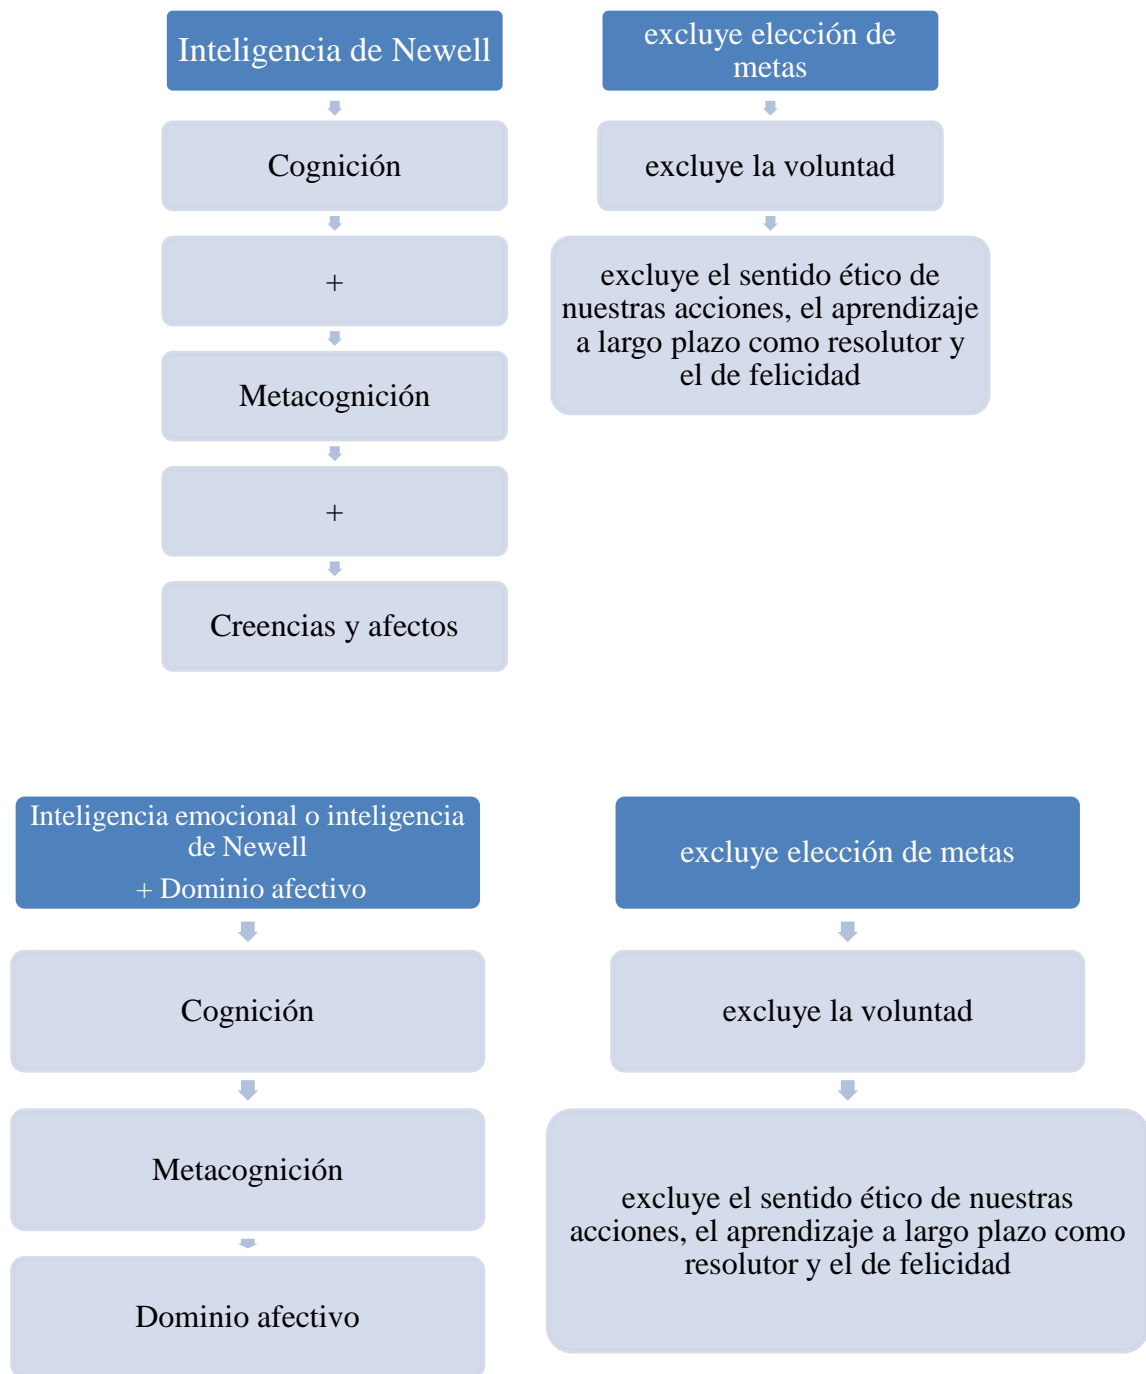 Inteligencia de Newell
Cognición
+
Metacognición
+
Creencias y afectos
excluye elección de
metas
excluye la voluntad
excluye el sentido ético de
nuestras acciones, el aprendizaje
a largo plazo como resolutor y
el de felicidad
Inteligencia emocional o inteligencia
de Newell
+ Dominio afectivo
Cognición
Metacognición
Dominio afectivo
excluye elección de metas
excluye la voluntad
excluye el sentido ético de nuestras
acciones, el aprendizaje a largo plazo como
resolutor y el de felicidad